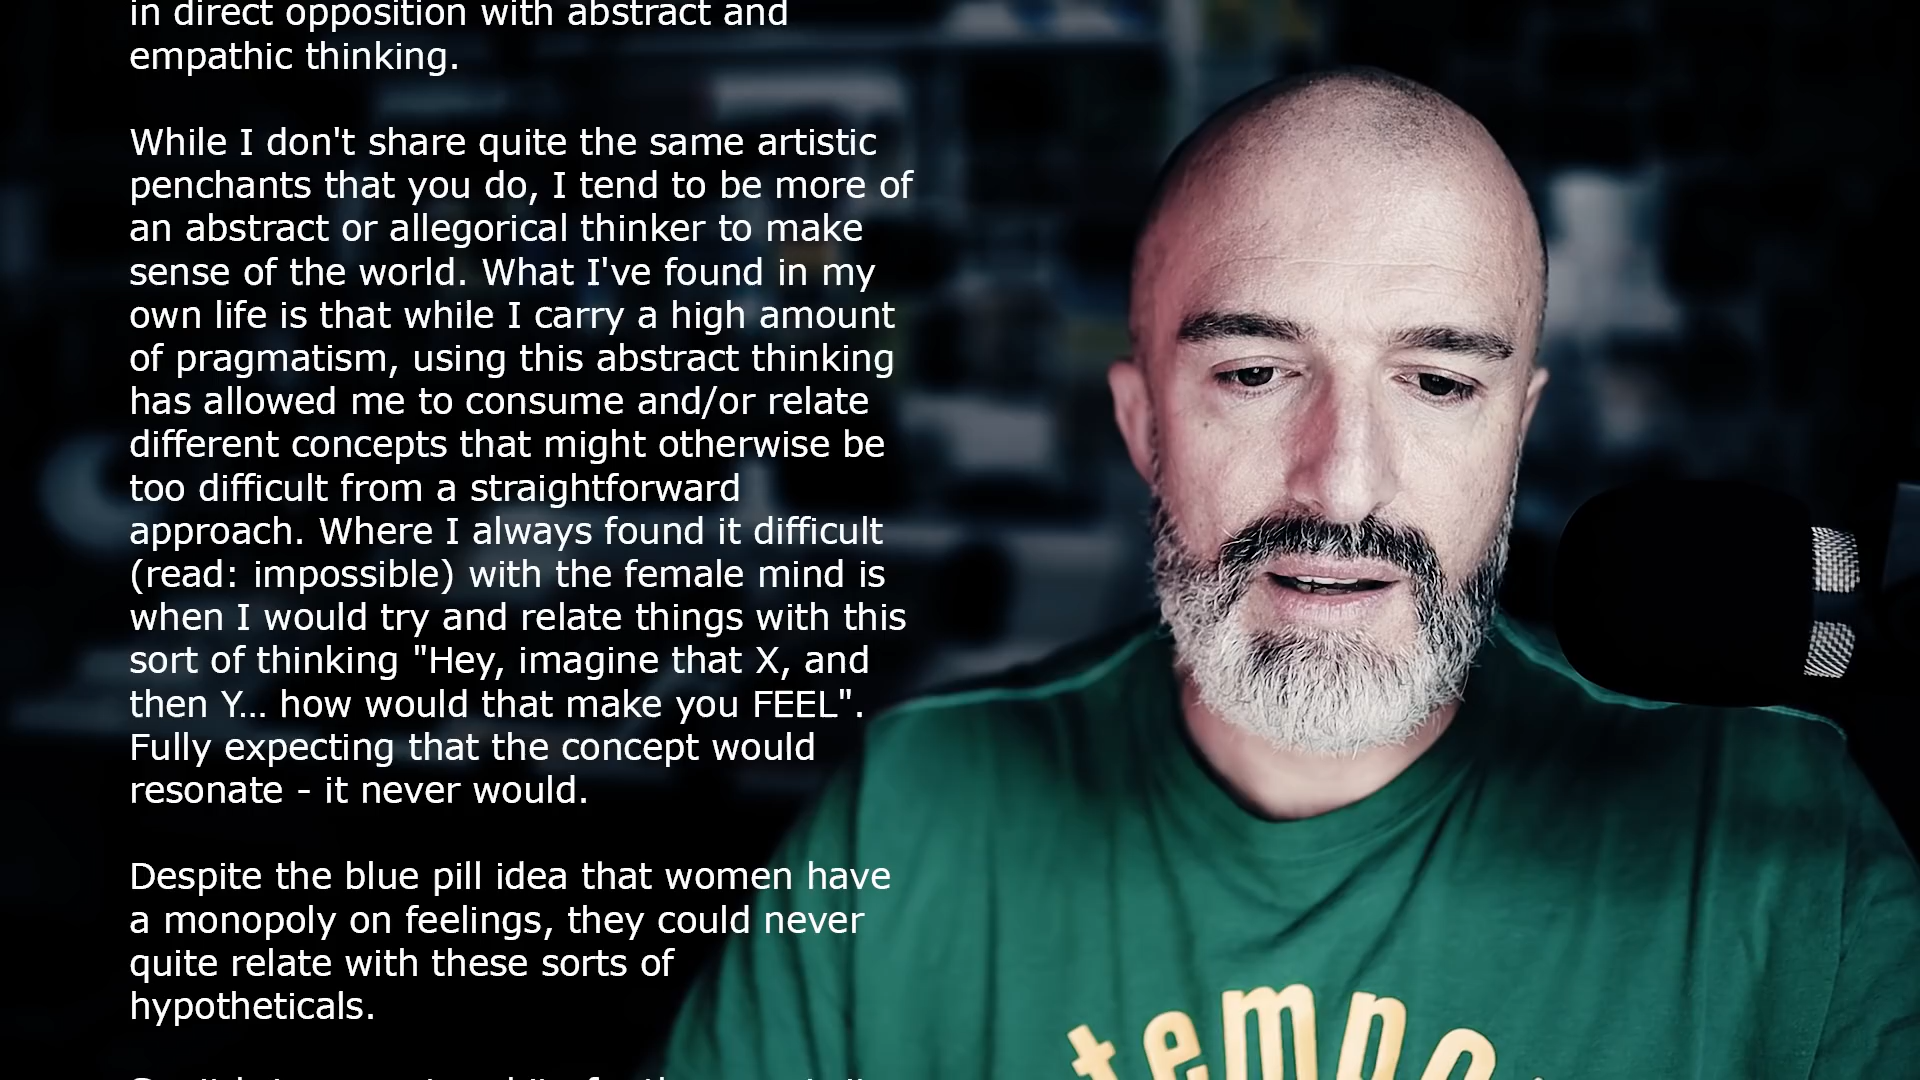 in direct opposition with abstract and
empathic thinking.
While I don't share quite the same artistic
penchants that you do, I tend to be more of
an abstract or allegorical thinker to make
sense of the world. What I've found in my
own life is that while I carry a high amount
of pragmatism, using this abstract thinking
has allowed me to consume and/or relate
different concepts that might otherwise be
too difficult from a straightforward
approach. Where I always found it difficult
(read: impossible) with the female mind is
when I would try and relate things with this
sort of thinking "Hey, imagine that X, and
then Y... how would that make you FEEL".
Fully expecting that the concept would
resonate - it never would.
Despite the blue pill idea that women have
a monopoly on feelings, they could never
quite relate with these sorts of
hypotheticals.